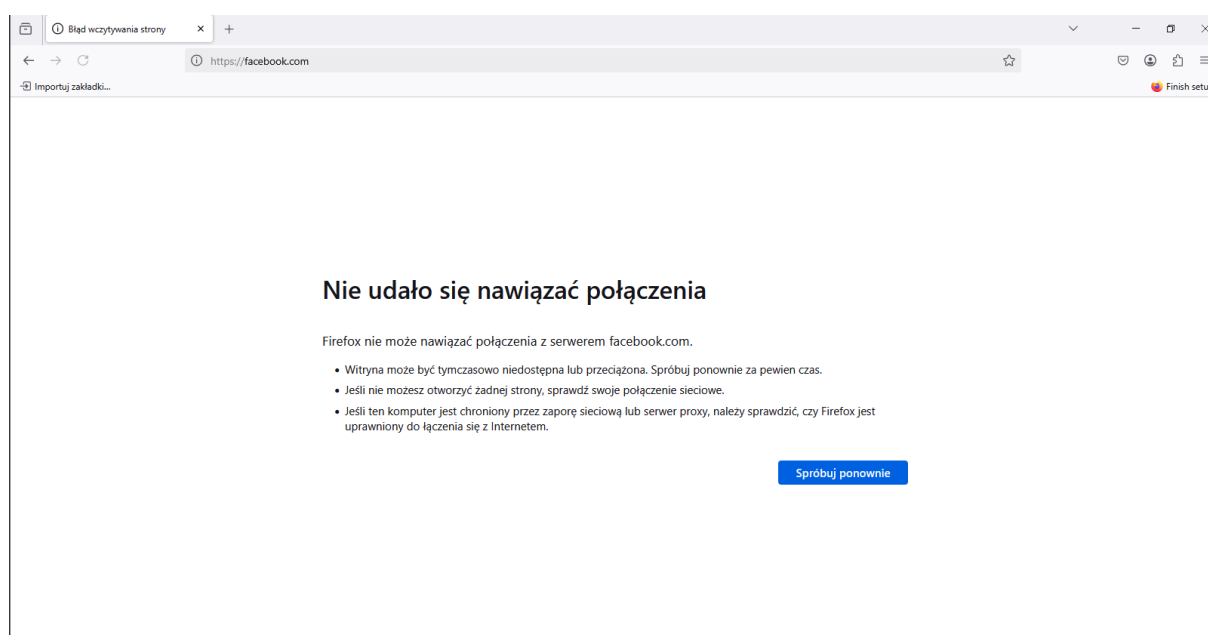 Błąd wczytywania strony
https://facebook.com
Importuj zakładki...
Finish setu
Nie udało się nawiązać połączenia
Firefox nie może nawiązać połączenia z serwerem facebook.com.
• Witryna może być tymczasowo niedostępna lub przeciążona. Spróbuj ponownie za pewien czas.
• Jeśli nie możesz otworzyć żadnej strony, sprawdź swoje połączenie sieciowe.
• Jeśli ten komputer jest chroniony przez zaporę sieciową lub serwer proxy, należy sprawdzić, czy Firefox jest
uprawniony do łączenia się z Internetem.
Spróbuj ponownie